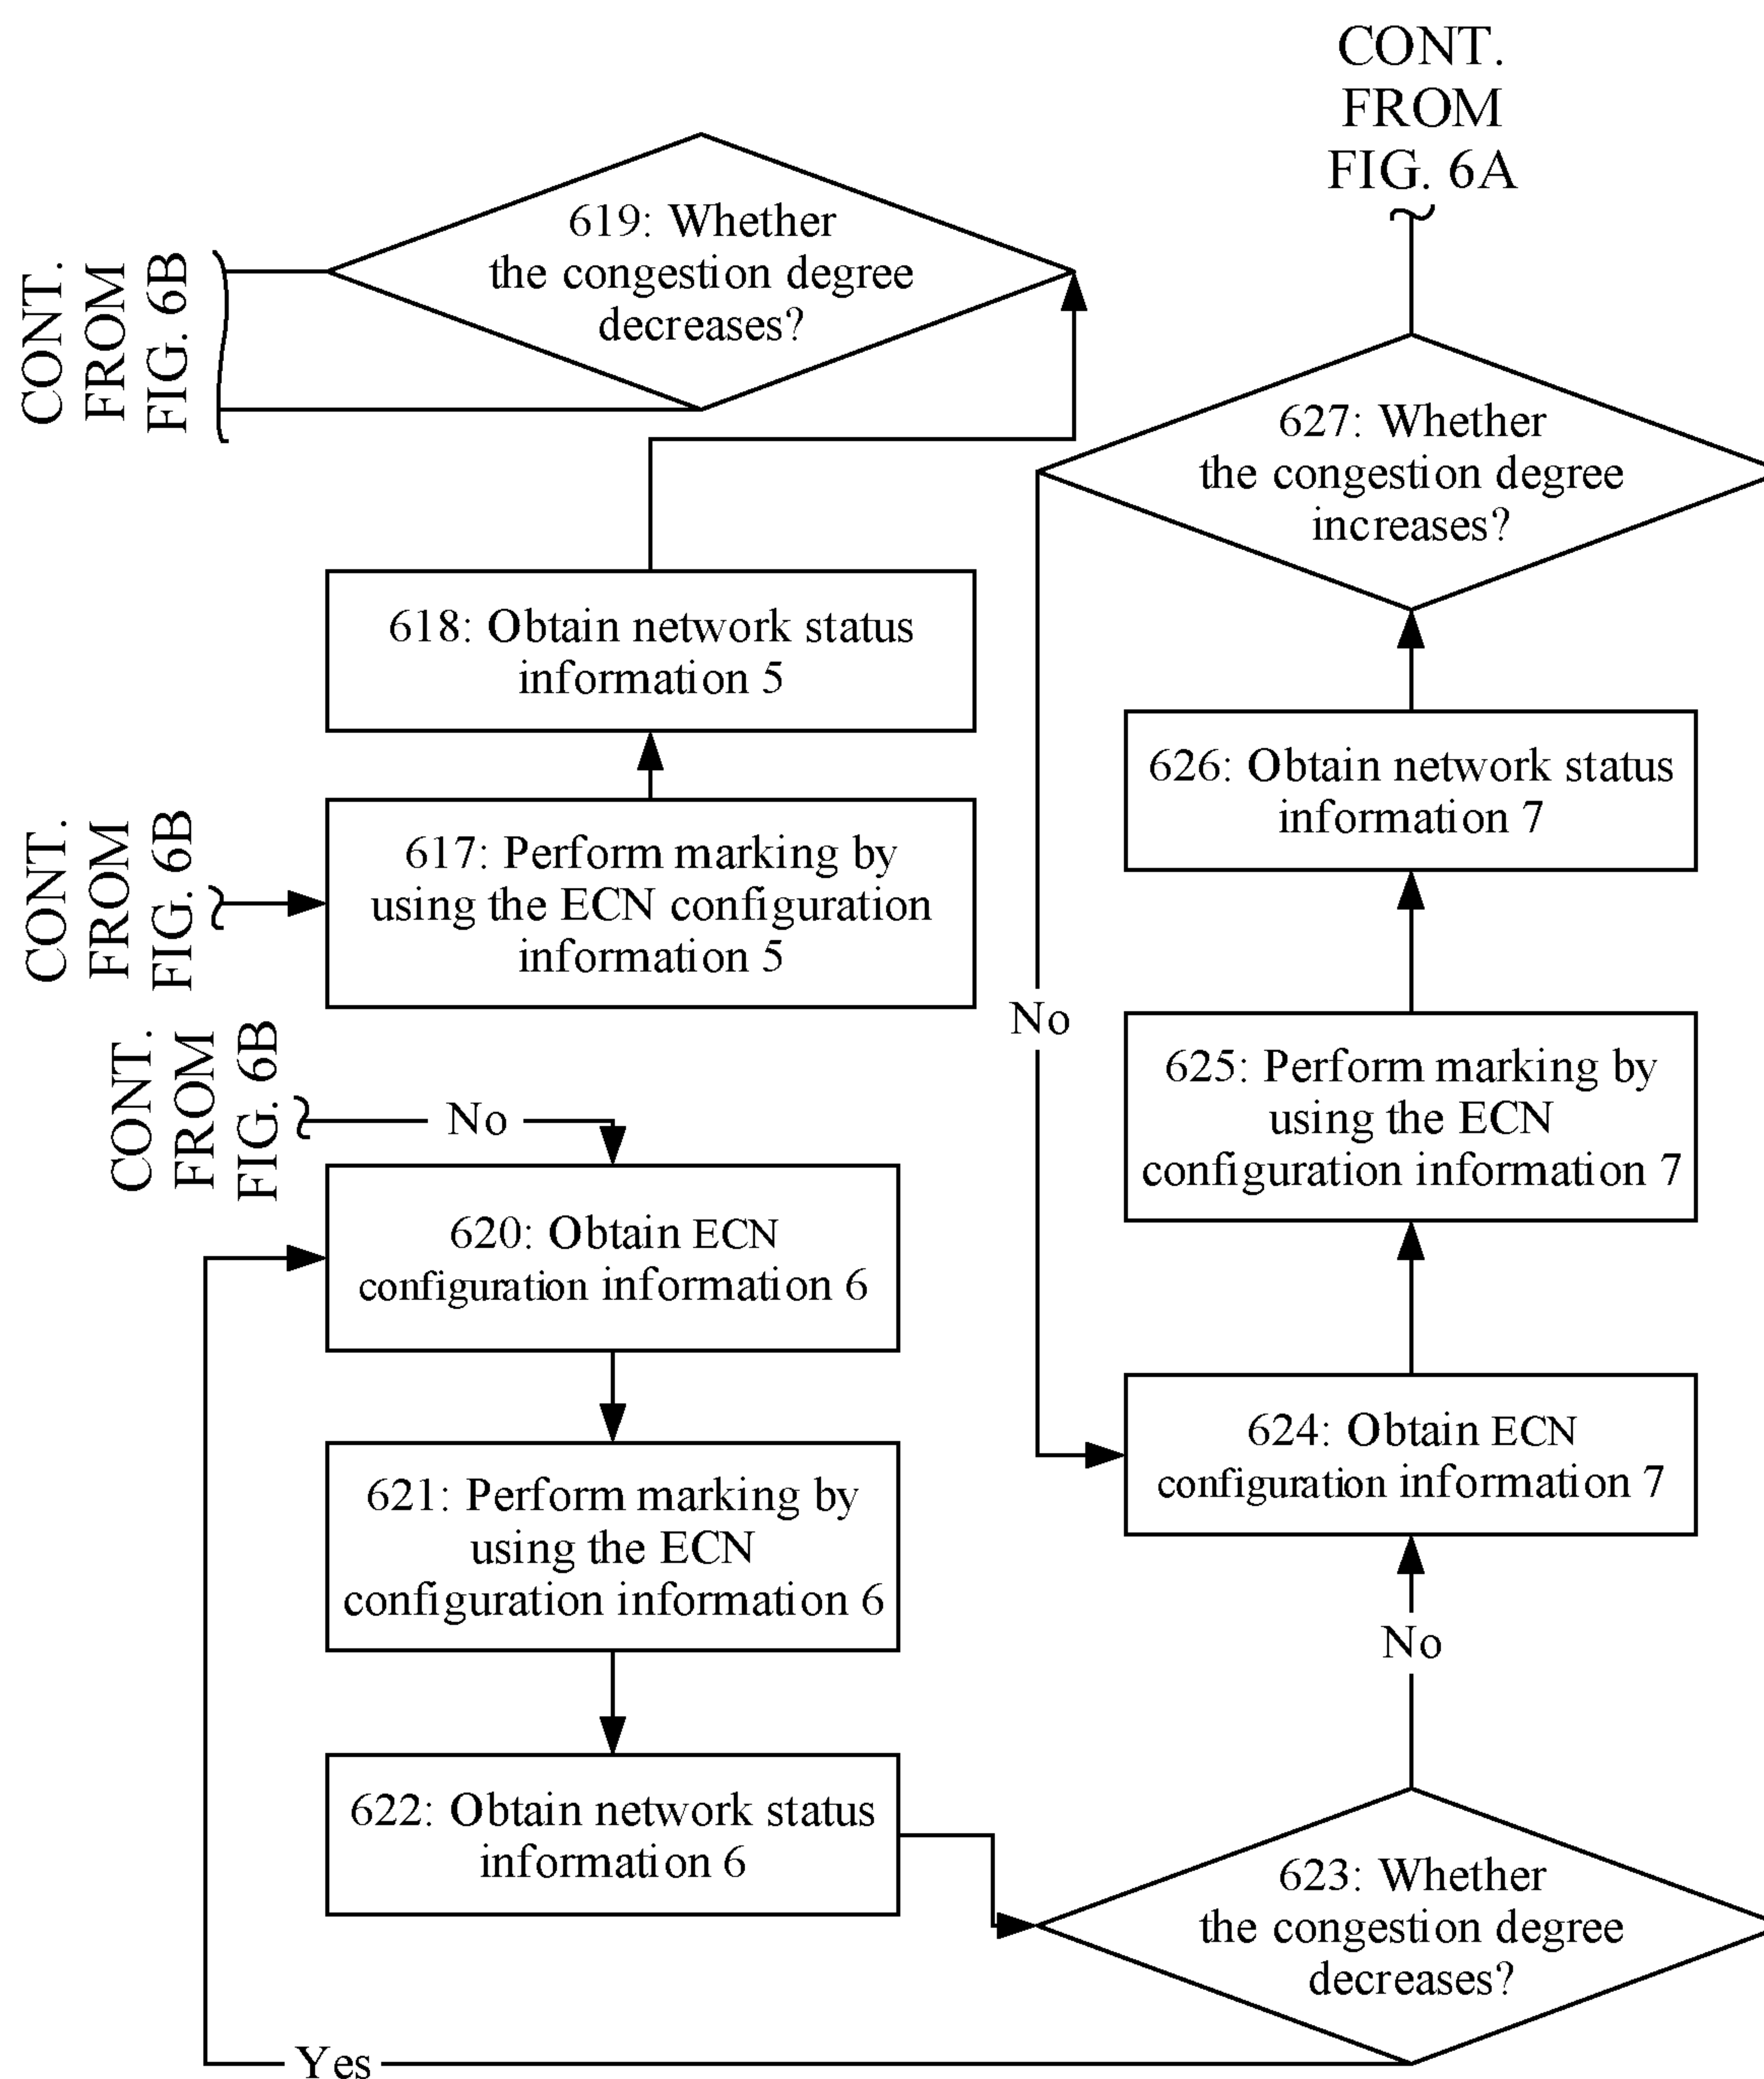 CONT.
FROM
FIG. 6A
619: Whether
the congestion degree
decreases?
CONT.
FROM
FIG. 6B
627: Whether
the congestion degree
increases?
618: Obtain network status
information 5
626: Obtain network status
information 7
617: Perform marking by
using the ECN configuration
information 5
CONT.
FROM
FIG. 6B
No
625: Perform marking by
using the ECN
configuration information 7
CONT.
FROM
FIG. 6B
No
620: Obtain ECN
configuration information 6
624: Obtain ECN
configuration information 7
621: Perform marking by
using the ECN
configuration information 6
No
622: Obtain network status
information 6
623: Whether
the congestion degree
decreases?
Yes